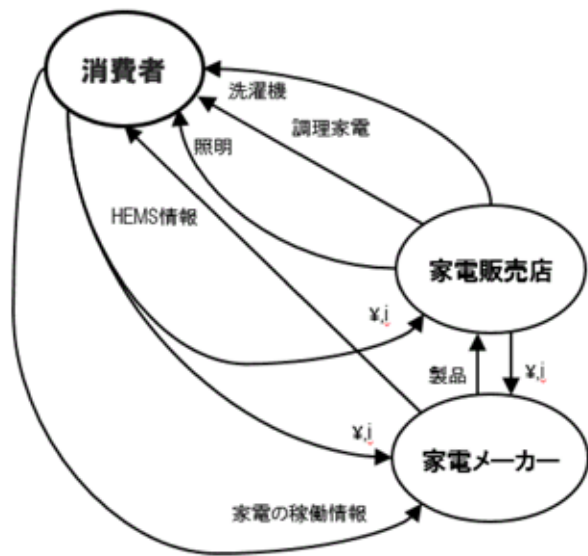 消費者
洗濯機
調理家電
照明
HEMS情報
家電販売店
¥,i
製品
¥,i
¥,i
家電メーカー
家電の稼働情報